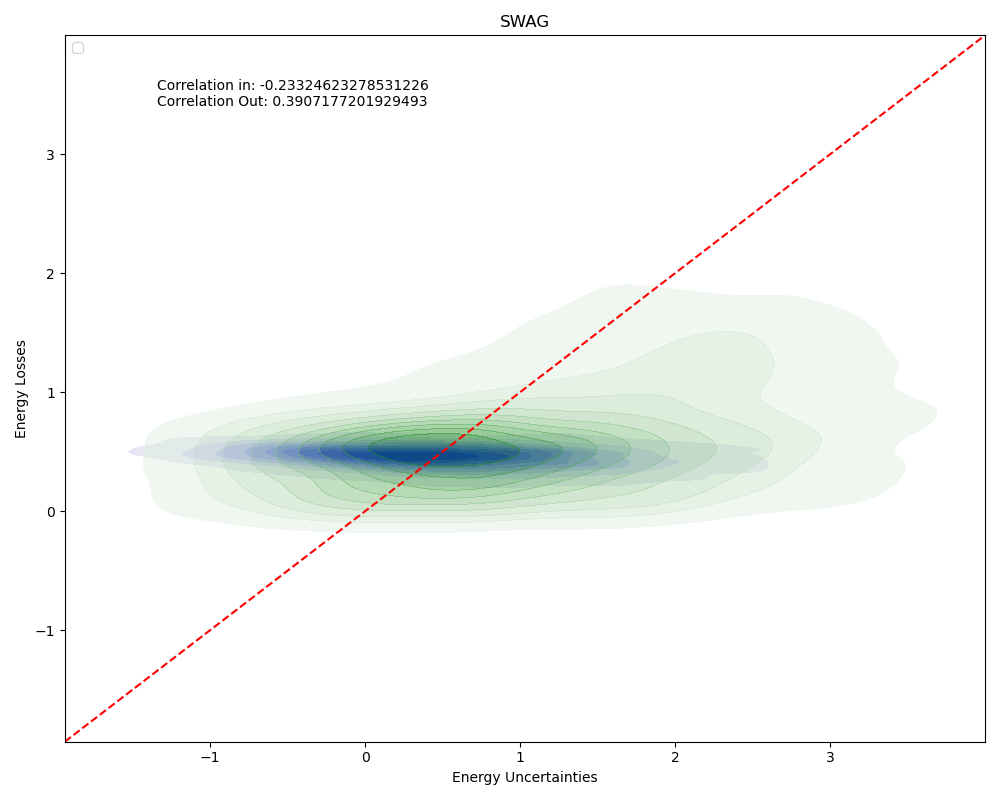 SWAG
Correlation in: -0.23324623278531226
Correlation Out: 0.3907177201929493
3
2
1
0
−1
Energy Losses
−1 0 1 2 3
Energy Uncertainties